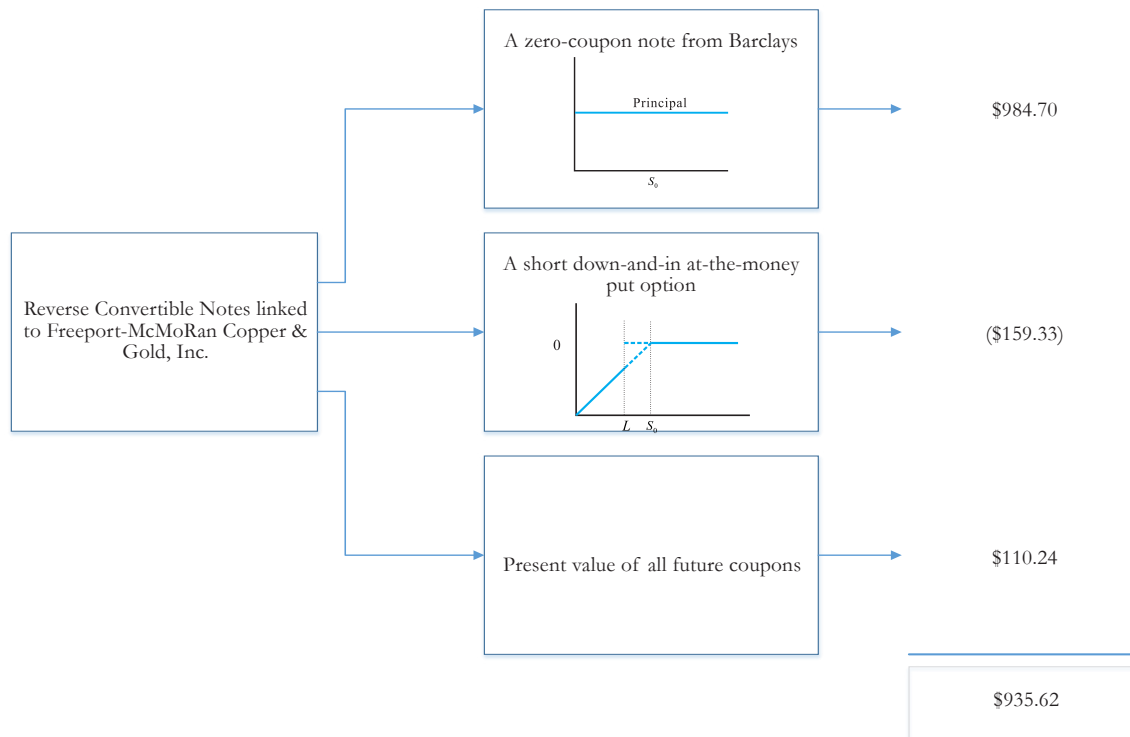 A zero-coupon note from Barclays
Principal
S₀
$984.70
Reverse Convertible Notes linked
to Freeport-McMoRan Copper &
Gold, Inc.
A short down-and-in at-the-money
put option
0
L S₀
($159.33)
Present value of all future coupons
$110.24
$935.62